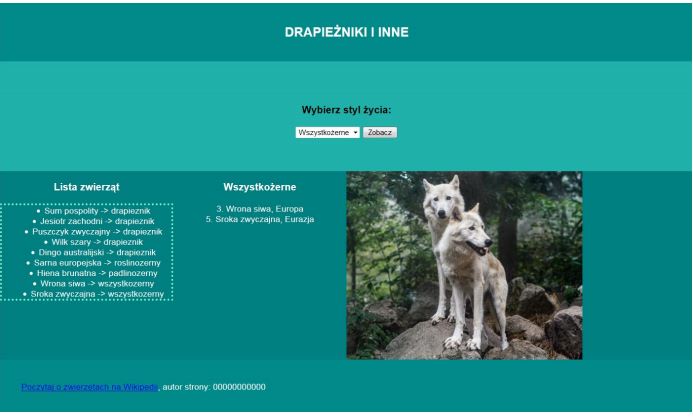 DRAPIEŻNIKI I INNE
Wybierz styl życia:
Wszystkożerne Zobacz
Lista zwierząt
• Sum pospolity -> drapieznik
• Jesiotr zachodni -> drapieznik
• Puszczyk zwyczajny -> drapieznik
• Wilk szary -> drapieznik
• Dingo australijski -> drapieznik
• Sarna europejska -> roslinozerny
• Hiena brunatna -> padlinozerny
• Wrona siwa -> wszystkozerny
• Sroka zwyczajna -> wszystkozerny
Wszystkożerne
3. Wrona siwa, Europa
5. Sroka zwyczajna, Eurazja
Poczytaj o zwierzętach na Wikipedii, autor strony: 00000000000